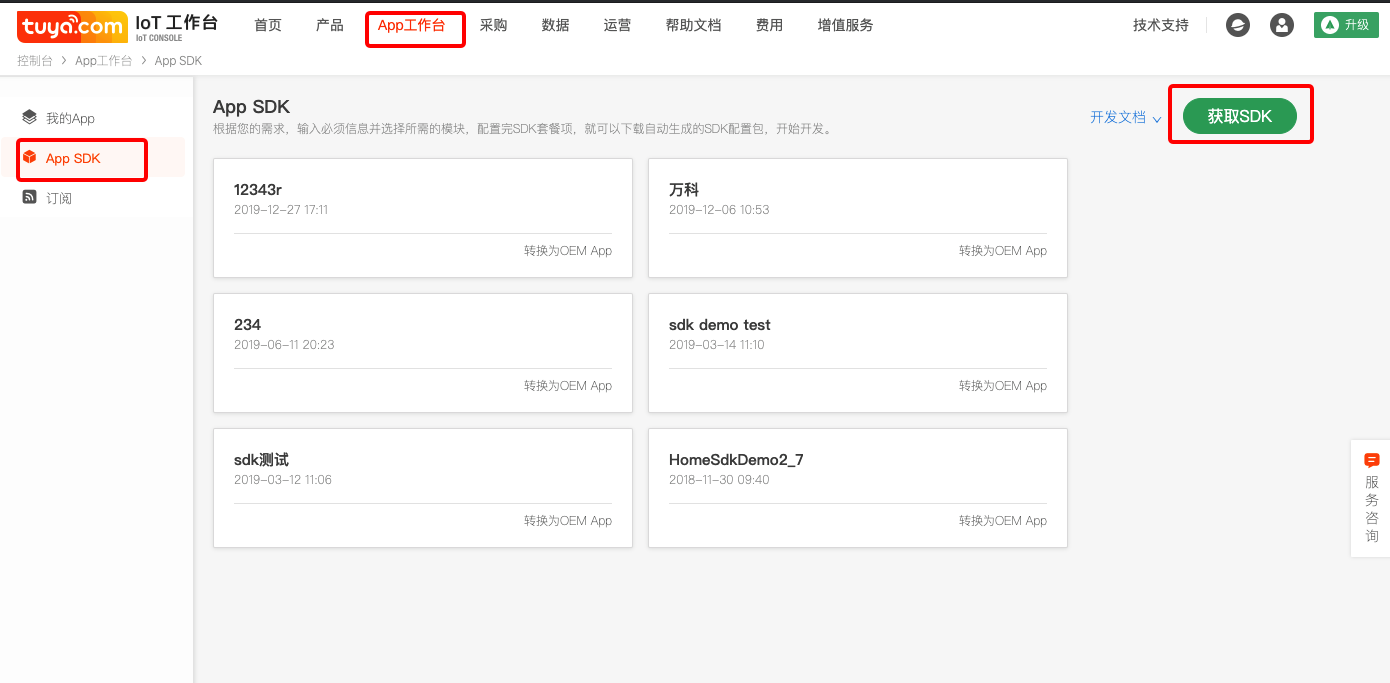 tuya.com IoT 工作台 首页 产品 App工作台 采购 数据 运营 帮助文档 费用 增值服务 技术支持 升级
IoT CONSOLE
控制台 > App工作台 > App SDK
我的App
App SDK
订阅
App SDK
根据您的需求，输入必须信息并选择所需的模块，配置完SDK套餐项，就可以下载自动生成的SDK配置包，开始开发。
开发文档
获取SDK
12343r
2019-12-27 17:11
转换为OEM App
万科
2019-12-06 10:53
转换为OEM App
234
2019-06-11 20:23
转换为OEM App
sdk demo test
2019-03-14 11:10
转换为OEM App
sdk测试
2019-03-12 11:06
转换为OEM App
HomeSdkDemo2_7
2018-11-30 09:40
转换为OEM App
服
务
咨
询